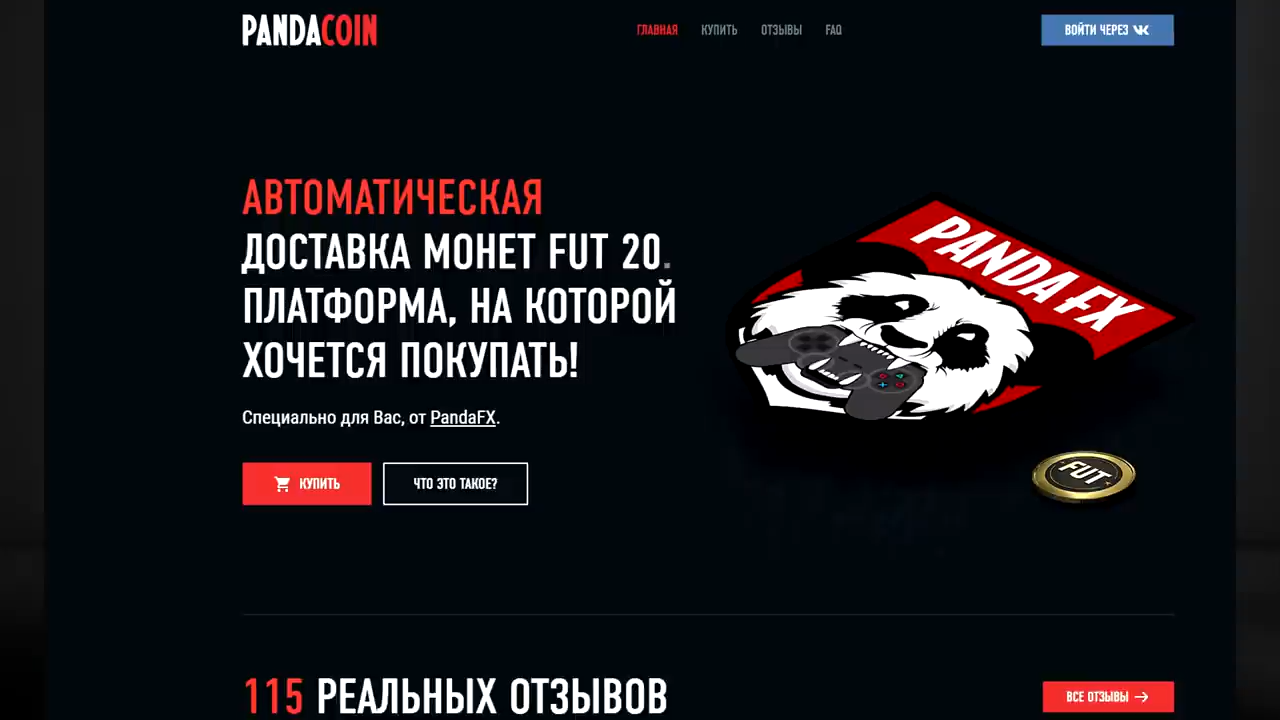 PANDACOIN
ГЛАВНАЯ КУПИТЬ ОТЗЫВЫ FAQ
ВОЙТИ ЧЕРЕЗ
АВТОМАТИЧЕСКАЯ
ДОСТАВКА МОНЕТ FUT 20.
ПЛАТФОРМА, НА КОТОРОЙ
ХОЧЕТСЯ ПОКУПАТЬ!
Специально для Вас, от PandaFX.
КУПИТЬ
ЧТО ЭТО ТАКОЕ?
PANDA FX
FUT
115 РЕАЛЬНЫХ ОТЗЫВОВ
ВСЕ ОТЗЫВЫ →